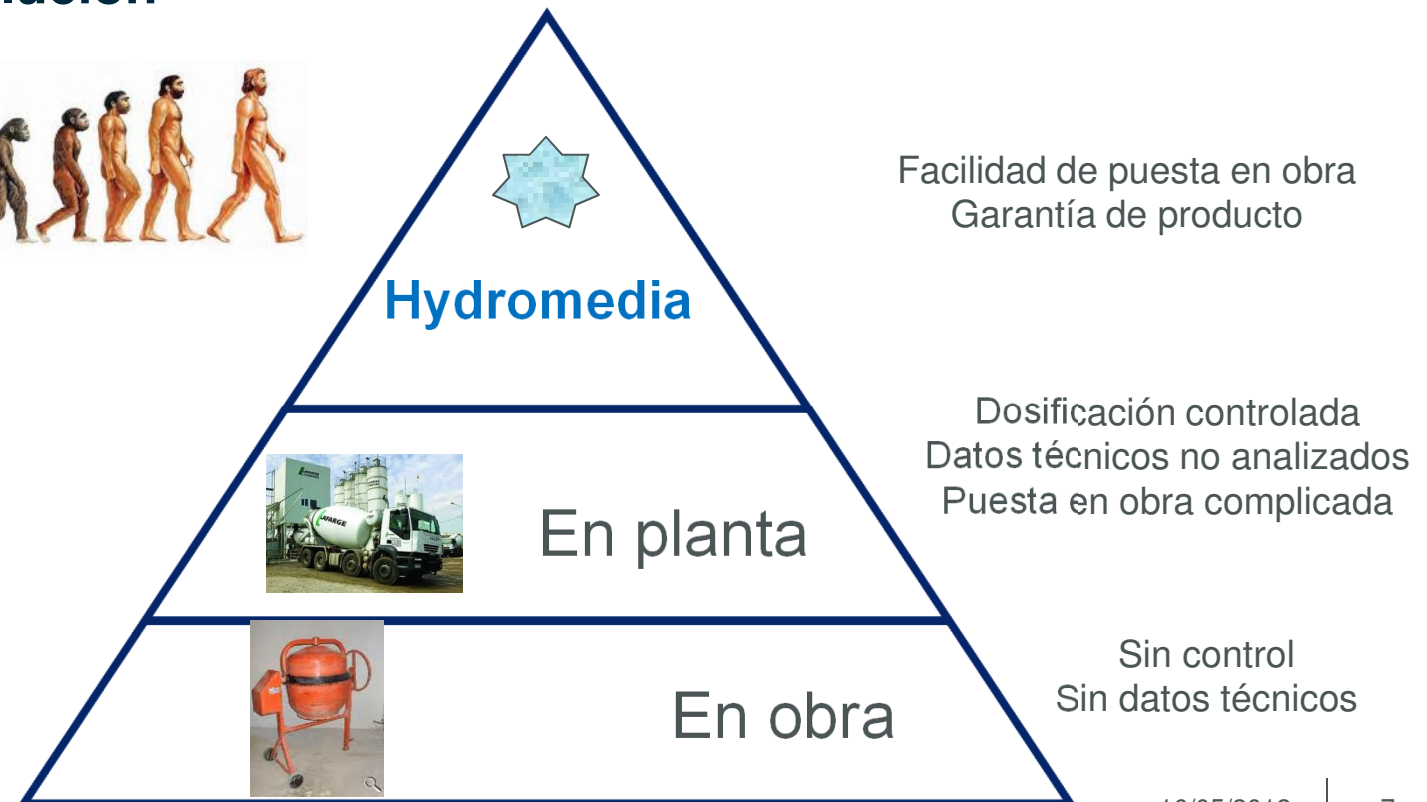 Facilidad de puesta en obra
Garantía de producto
Hydromedia
Dosificación controlada
Datos técnicos no analizados
Puesta en obra complicada
LAFARGE
En planta
Sin control
Sin datos técnicos
En obra